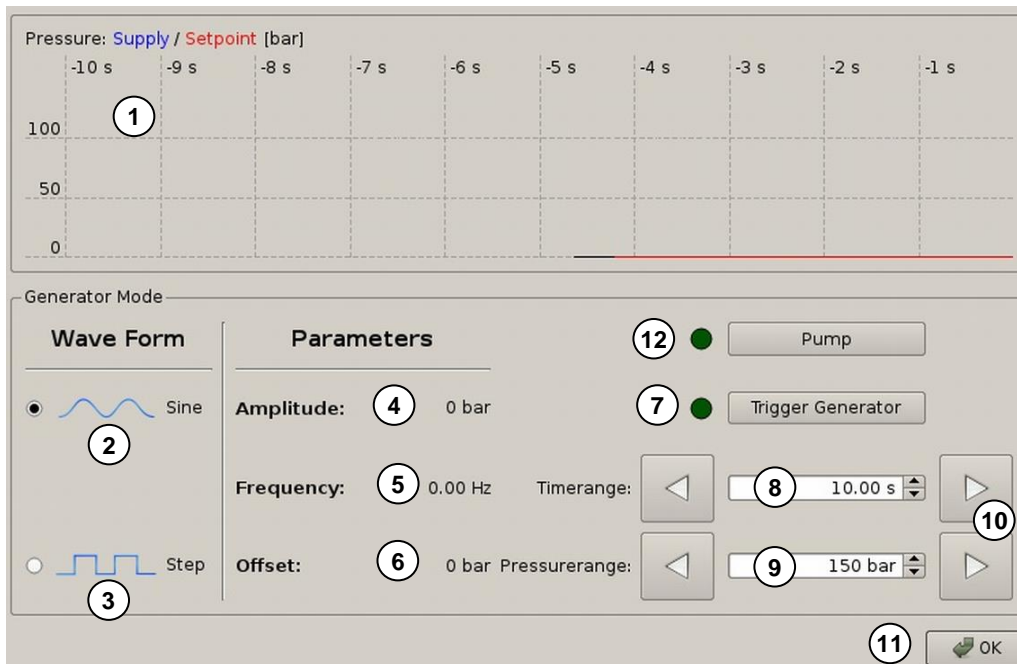 Pressure: Supply / Setpoint [bar]
-10 s -9 s -8 s -7 s -6 s -5 s -4 s -3 s -2 s -1 s
1
100
50
0
Generator Mode
Wave Form Parameters 12 Pump
Sine Amplitude: 4 0 bar 7 Trigger Generator
2
Frequency: 5 0.00 Hz Timerange: 8 10.00 s
10
Step Offset: 6 0 bar Pressurerange: 9 150 bar
3
11 OK